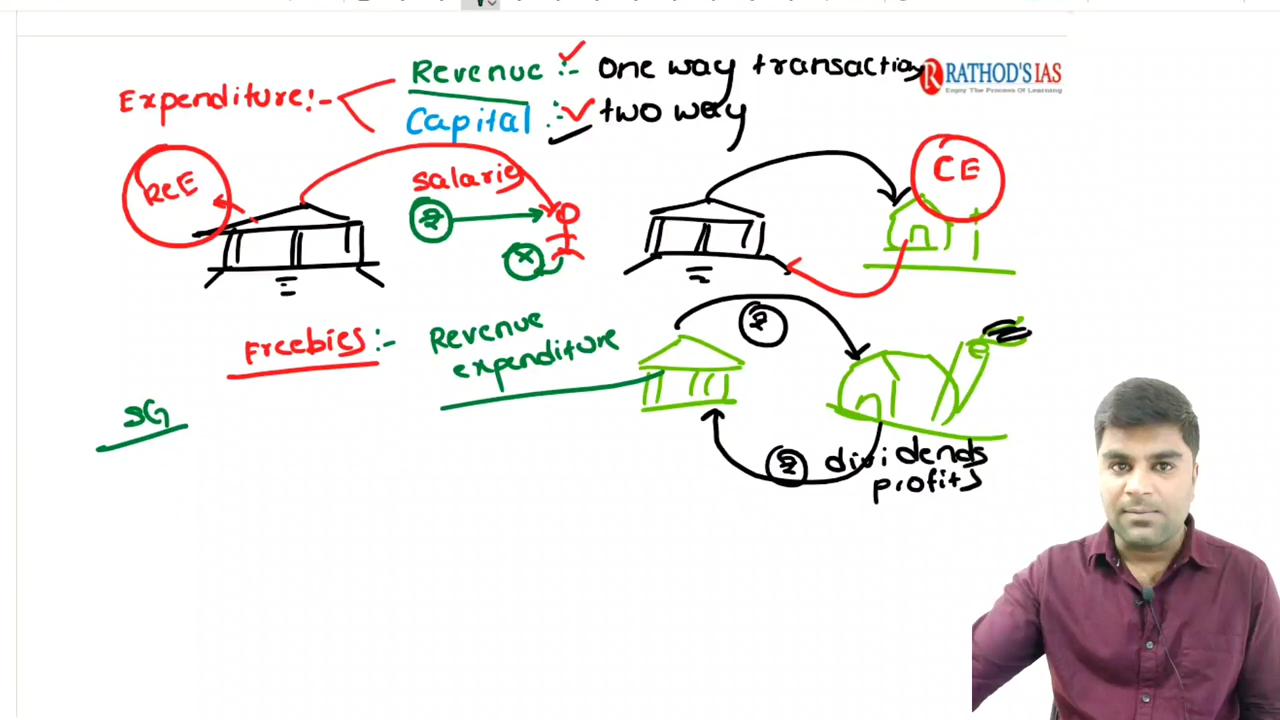 Expenditure:-
Revenue :- one way transaction
Capital :- two way
RATHOD'S IAS
Enjoy The Process Of Learning
RCE
salaries
₹
X
CE
Freebies :- Revenue
expenditure
₹
SG
₹ dividends
profits